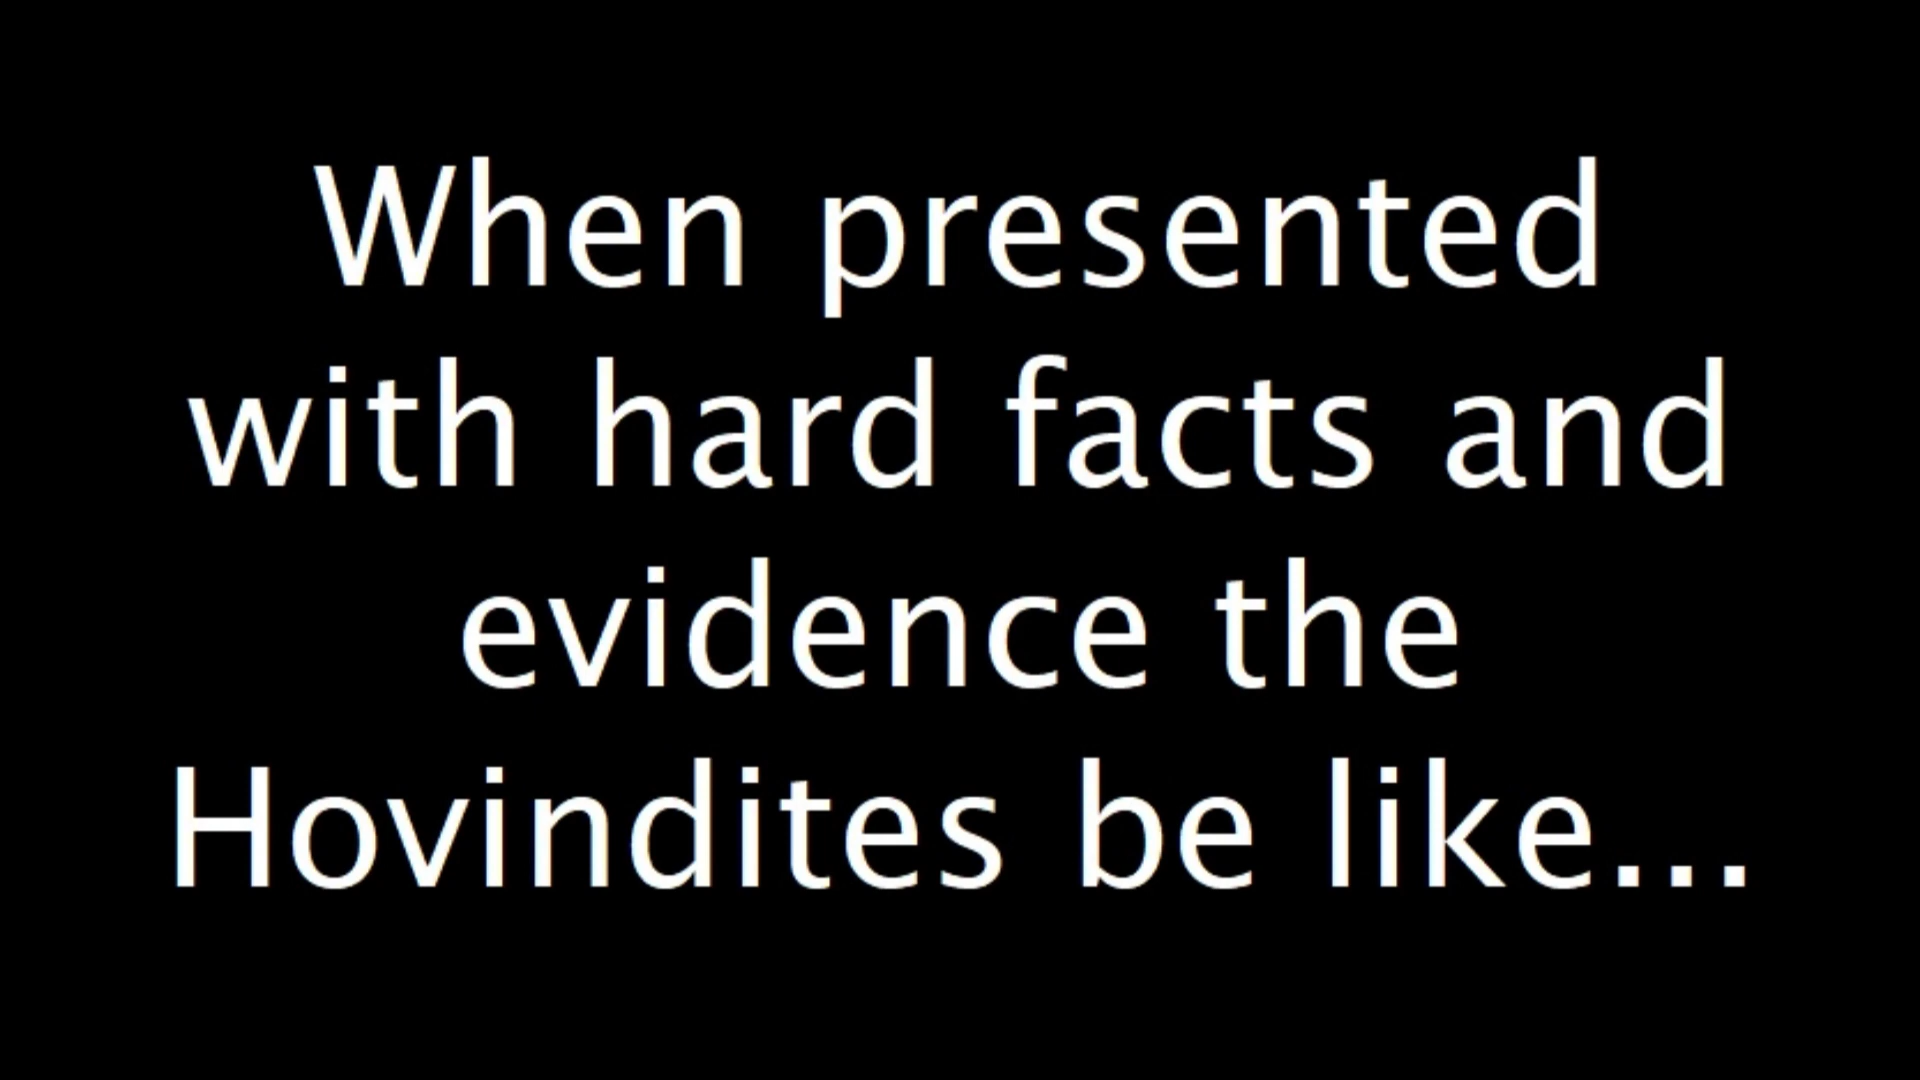 When presented
with hard facts and
evidence the
Hovindites be like...